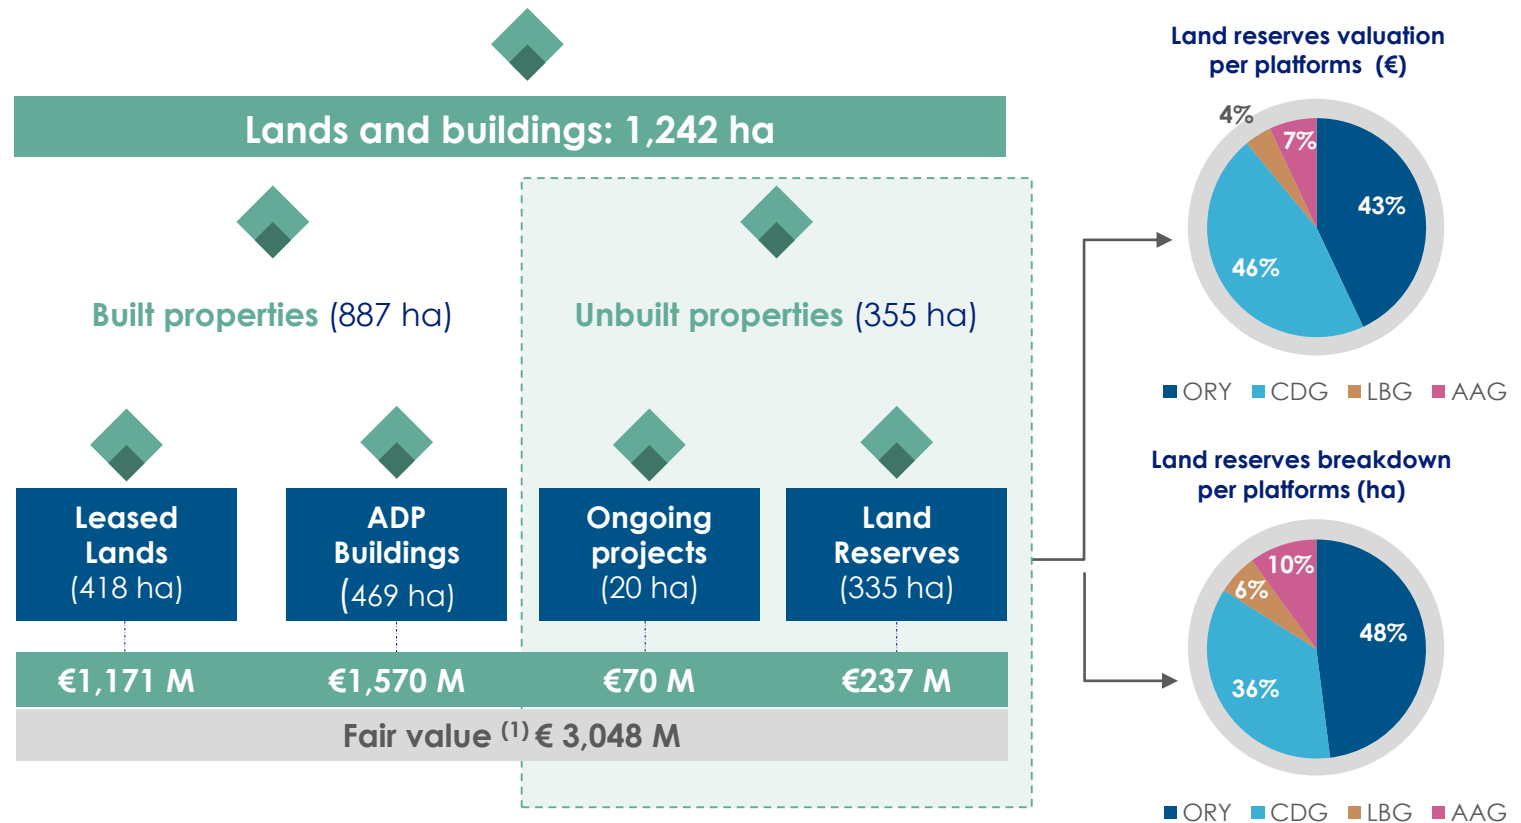 Lands and buildings: 1,242 ha
Built properties (887 ha)
Unbuilt properties (355 ha)
Leased
Lands
(418 ha)
ADP
Buildings
(469 ha)
Ongoing
projects
(20 ha)
Land
Reserves
(335 ha)
€1,171 M
€1,570 M
€70 M
€237 M
Fair value (1) € 3,048 M
Land reserves valuation
per platforms (€)
4%
7%
43%
46%
ORY CDG LBG AAG
Land reserves breakdown
per platforms (ha)
10%
6%
48%
36%
ORY CDG LBG AAG